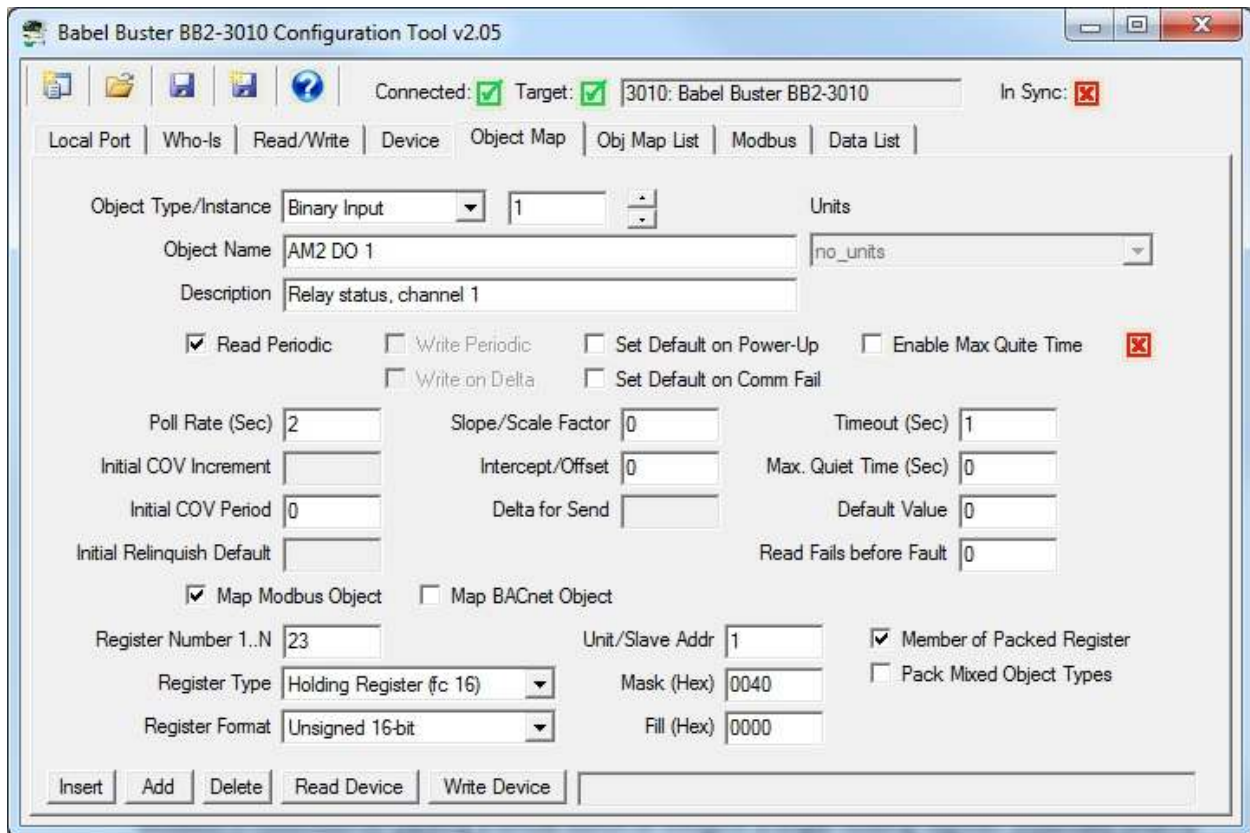 Babel Buster BB2-3010 Configuration Tool v2.05
Connected: Target: 3010: Babel Buster BB2-3010 In Sync:
Local Port Who-Is Read/Write Device Object Map Obj Map List Modbus Data List
Object Type/Instance Binary Input 1 Units
Object Name AM2 DO 1 no_units
Description Relay status, channel 1
Read Periodic Write Periodic Set Default on Power-Up Enable Max Quite Time
Write on Delta Set Default on Comm Fail
Poll Rate (Sec) 2 Slope/Scale Factor 0 Timeout (Sec) 1
Initial COV Increment Intercept/Offset 0 Max. Quiet Time (Sec) 0
Initial COV Period 0 Delta for Send Default Value 0
Initial Relinquish Default Read Fails before Fault 0
Map Modbus Object Map BACnet Object
Register Number 1..N 23 Unit/Slave Addr 1 Member of Packed Register
Register Type Holding Register (fc 16) Mask (Hex) 0040 Pack Mixed Object Types
Register Format Unsigned 16-bit Fill (Hex) 0000
Insert Add Delete Read Device Write Device